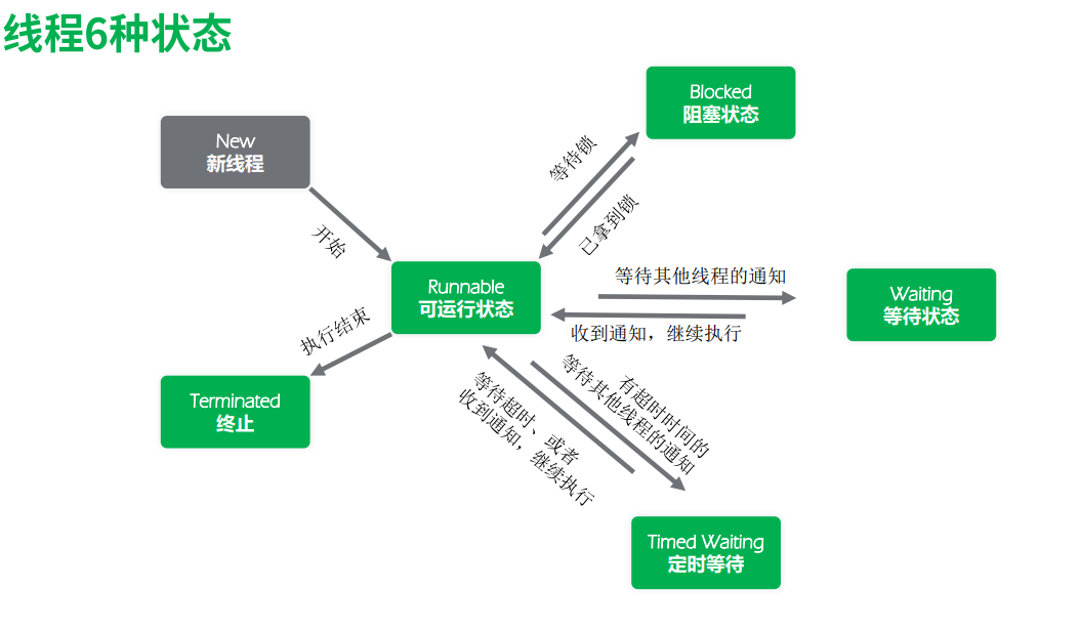 线程6种状态
Blocked
阻塞状态
New
新线程
等待锁
已拿到锁
开始
Runnable
可运行状态
等待其他线程的通知
收到通知，继续执行
Waiting
等待状态
执行结束
Terminated
终止
有超时时间的
等待其他线程的通知
等待超时、或者
收到通知，继续执行
Timed Waiting
定时等待